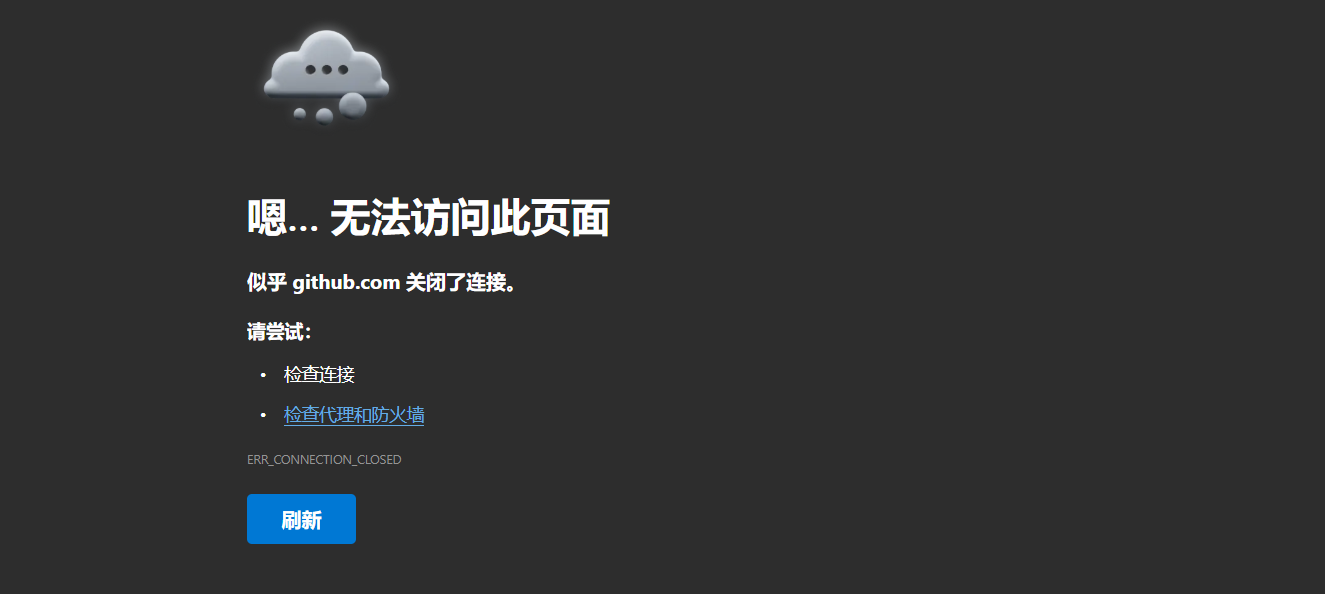 嗯... 无法访问此页面
似乎 github.com 关闭了连接。
请尝试：
• 检查连接
• 检查代理和防火墙
ERR_CONNECTION_CLOSED
刷新